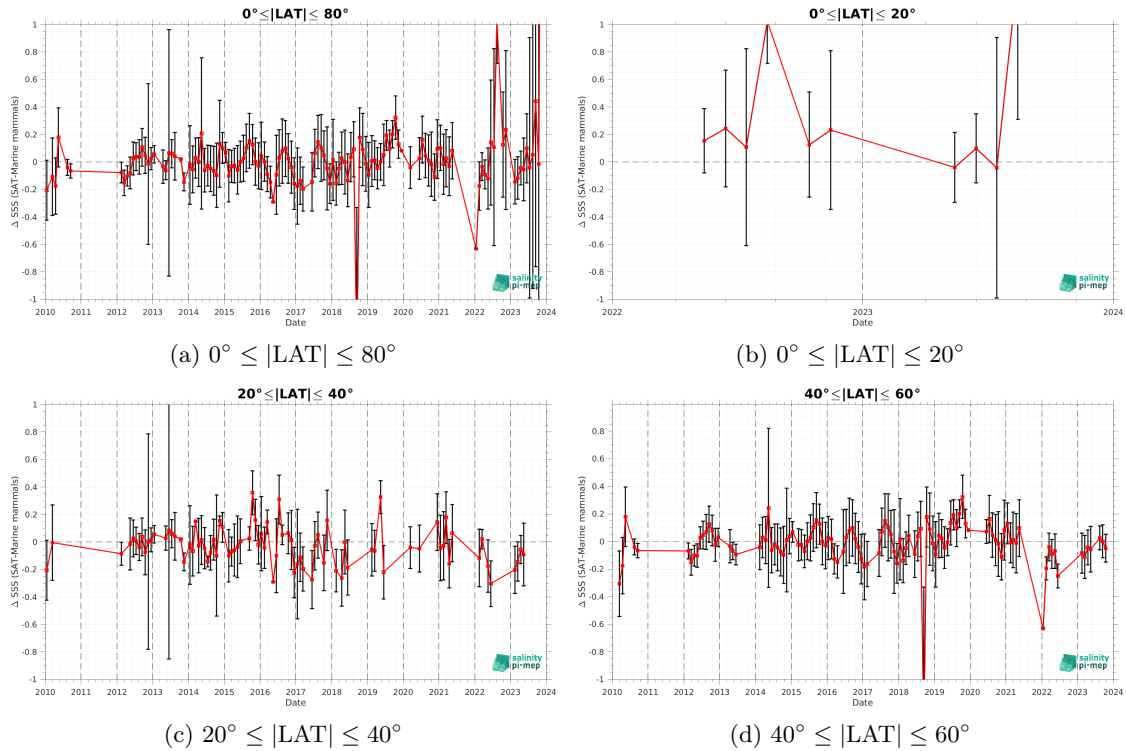 0°≤|LAT|≤ 80°
1
0.8
0.6
0.4
0.2
0
-0.2
-0.4
-0.6
-0.8
-1
Δ SSS (SAT-Marine mammals)
2010 2011 2012 2013 2014 2015 2016 2017 2018 2019 2020 2021 2022 2023 2024
Date
salinity
pi-mep
(a) 0° ≤ |LAT| ≤ 80°
0°≤|LAT|≤ 20°
1
0.8
0.6
0.4
0.2
0
-0.2
-0.4
-0.6
-0.8
-1
Δ SSS (SAT-Marine mammals)
2022 2023 2024
Date
salinity
pi-mep
(b) 0° ≤ |LAT| ≤ 20°
20°≤|LAT|≤ 40°
1
0.8
0.6
0.4
0.2
0
-0.2
-0.4
-0.6
-0.8
-1
Δ SSS (SAT-Marine mammals)
2010 2011 2012 2013 2014 2015 2016 2017 2018 2019 2020 2021 2022 2023 2024
Date
salinity
pi-mep
(c) 20° ≤ |LAT| ≤ 40°
40°≤|LAT|≤ 60°
1
0.8
0.6
0.4
0.2
0
-0.2
-0.4
-0.6
-0.8
-1
Δ SSS (SAT-Marine mammals)
2010 2011 2012 2013 2014 2015 2016 2017 2018 2019 2020 2021 2022 2023 2024
Date
salinity
pi-mep
(d) 40° ≤ |LAT| ≤ 60°